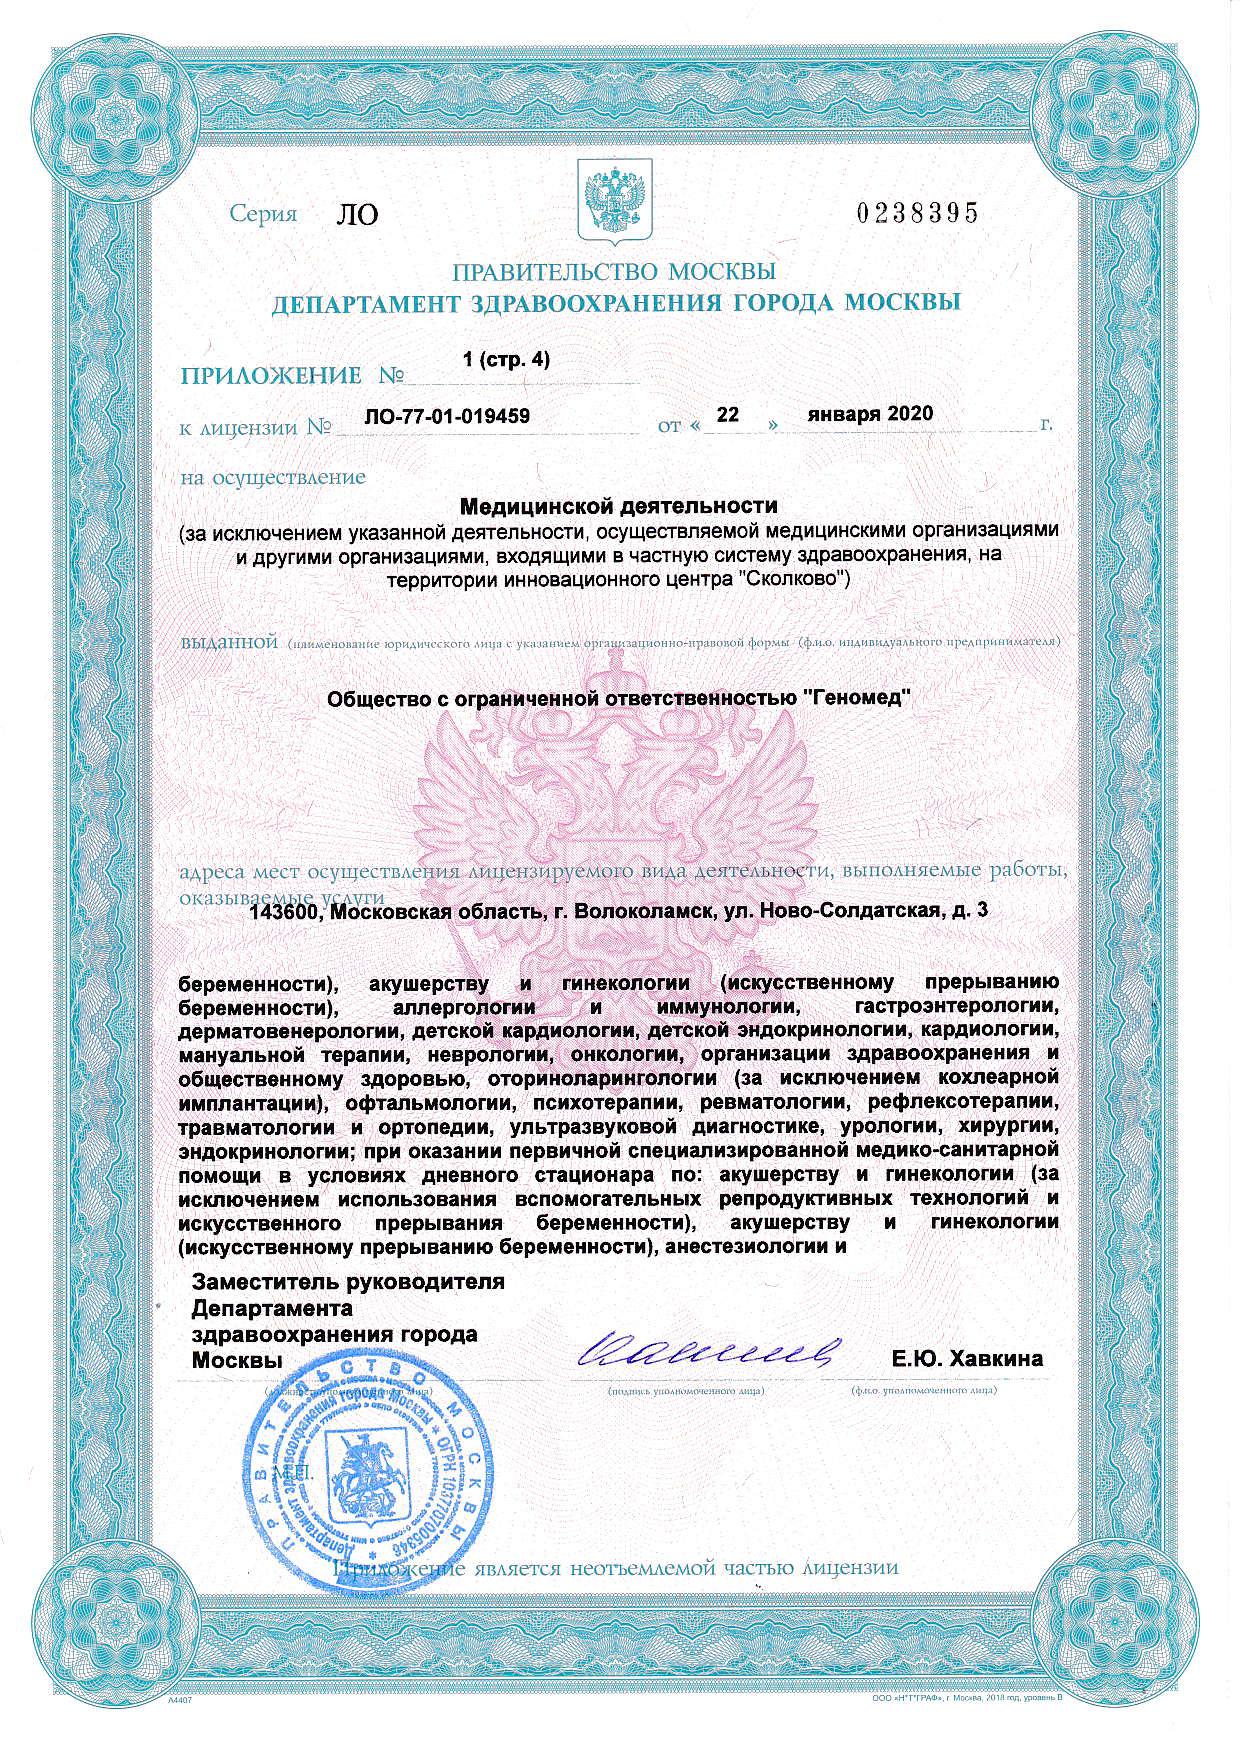 Серия ЛО 0238395
ПРАВИТЕЛЬСТВО МОСКВЫ
ДЕПАРТАМЕНТ ЗДРАВООХРАНЕНИЯ ГОРОДА МОСКВЫ
ПРИЛОЖЕНИЕ № 1 (стр. 4)
к лицензии № ЛО-77-01-019459 от « 22 » января 2020 г.
на осуществление
Медицинской деятельности
(за исключением указанной деятельности, осуществляемой медицинскими организациями
и другими организациями, входящими в частную систему здравоохранения, на
территории инновационного центра "Сколково")
выданной (наименование юридического лица с указанием организационно-правовой формы (ф.и.о. индивидуального предпринимателя)
Общество с ограниченной ответственностью "Геномед"
адреса мест осуществления лицензируемого вида деятельности, выполняемые работы,
оказываемые услуги
143600, Московская область, г. Волоколамск, ул. Ново-Солдатская, д. 3
беременности), акушерству и гинекологии (искусственному прерыванию
беременности), аллергологии и иммунологии, гастроэнтерологии,
дерматовенерологии, детской кардиологии, детской эндокринологии, кардиологии,
мануальной терапии, неврологии, онкологии, организации здравоохранения и
общественному здоровью, оториноларингологии (за исключением кохлеарной
имплантации), офтальмологии, психотерапии, ревматологии, рефлексотерапии,
травматологии и ортопедии, ультразвуковой диагностике, урологии, хирургии,
эндокринологии; при оказании первичной специализированной медико-санитарной
помощи в условиях дневного стационара по: акушерству и гинекологии (за
исключением использования вспомогательных репродуктивных технологий и
искусственного прерывания беременности), акушерству и гинекологии
(искусственному прерыванию беременности), анестезиологии и
Заместитель руководителя
Департамента
здравоохранения города
Москвы
Е.Ю. Хавкина
(должность уполномоченного лица) (подпись уполномоченного лица) (ф.и.о. уполномоченного лица)
ПРАВИТЕЛЬСТВО МОСКВЫ
Департамент здравоохранения города Москвы * ОГРН 1037707005346 *
М.П.
Приложение является неотъемлемой частью лицензии
А4407
ООО «Н*Т*ГРАФ», г. Москва, 2018 год, уровень В